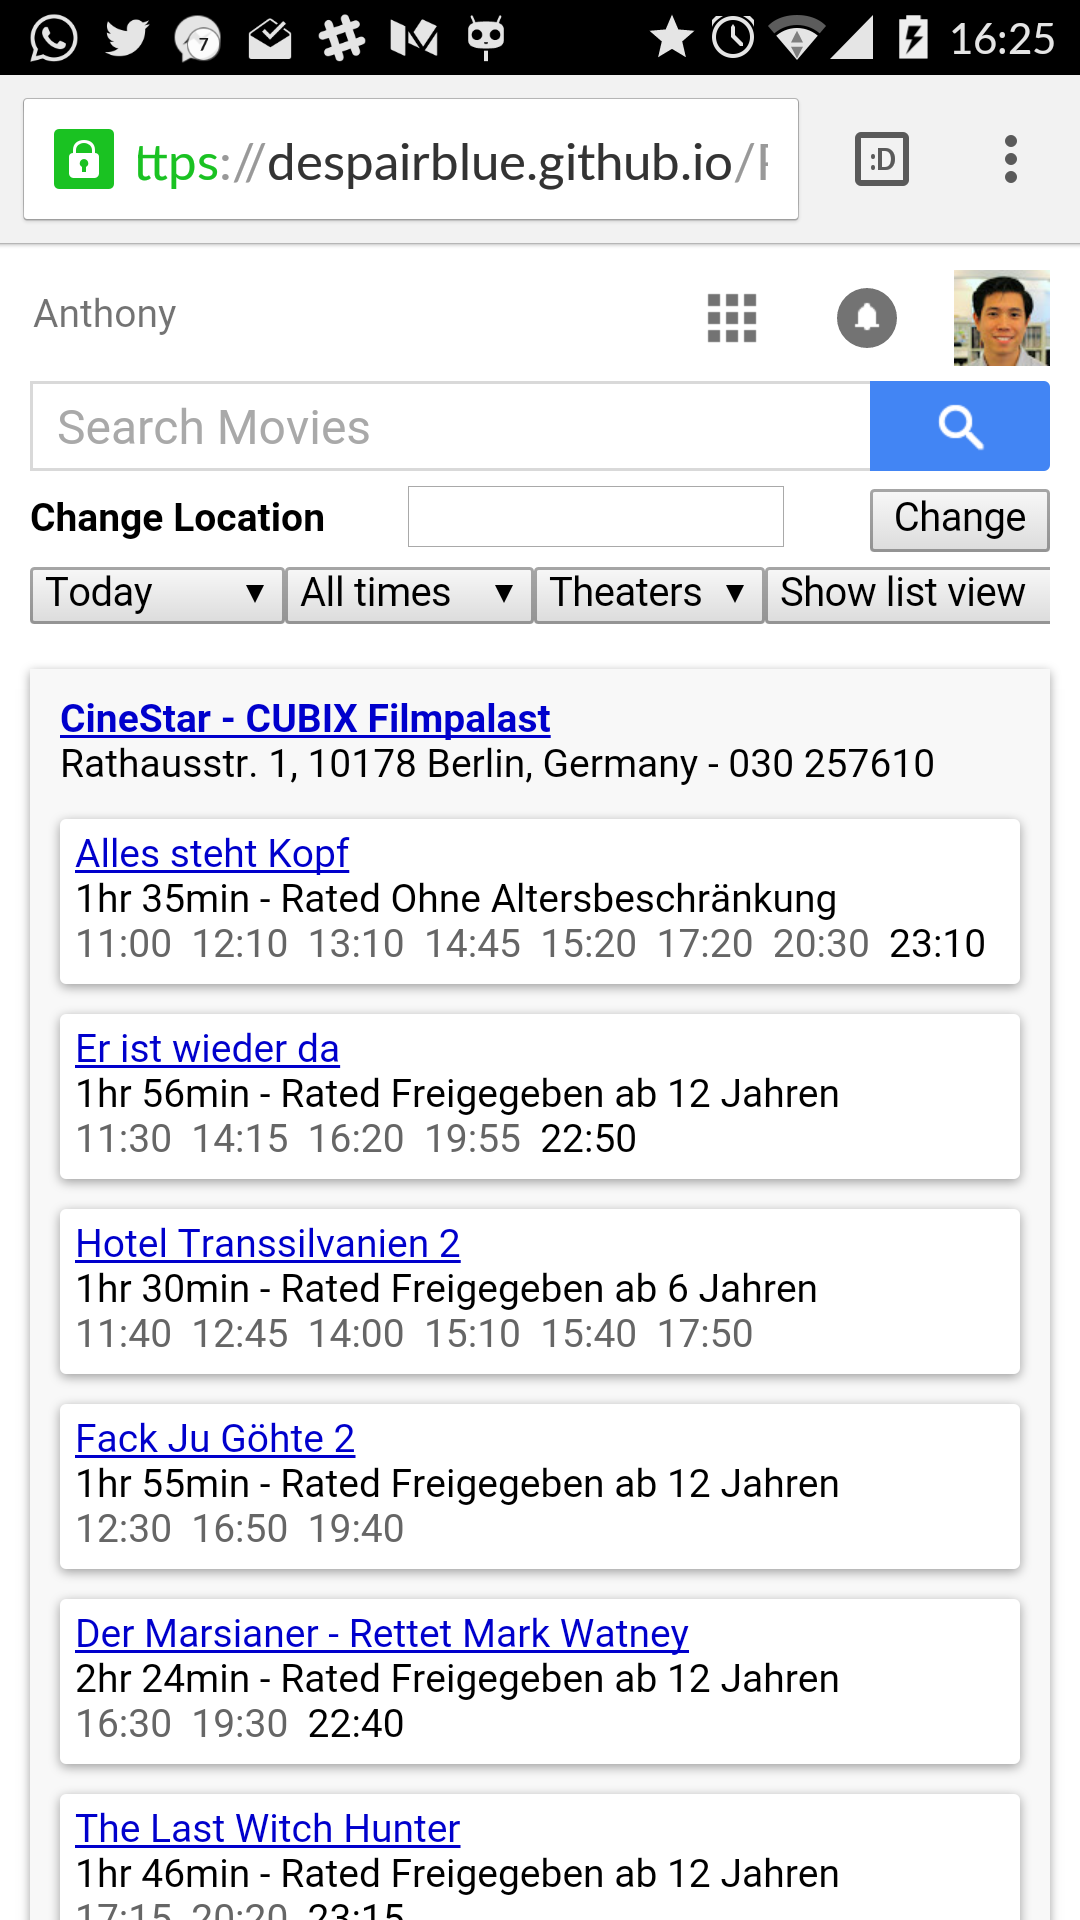 7
16:25
ttps://despairblue.github.io/
:D
Anthony
Search Movies
Change Location Change
Today All times Theaters Show list view
CineStar - CUBIX Filmpalast
Rathausstr. 1, 10178 Berlin, Germany - 030 257610
Alles steht Kopf
1hr 35min - Rated Ohne Altersbeschränkung
11:00 12:10 13:10 14:45 15:20 17:20 20:30 23:10
Er ist wieder da
1hr 56min - Rated Freigegeben ab 12 Jahren
11:30 14:15 16:20 19:55 22:50
Hotel Transsilvanien 2
1hr 30min - Rated Freigegeben ab 6 Jahren
11:40 12:45 14:00 15:10 15:40 17:50
Fack Ju Göhte 2
1hr 55min - Rated Freigegeben ab 12 Jahren
12:30 16:50 19:40
Der Marsianer - Rettet Mark Watney
2hr 24min - Rated Freigegeben ab 12 Jahren
16:30 19:30 22:40
The Last Witch Hunter
1hr 46min - Rated Freigegeben ab 12 Jahren
17:15 20:20 23:15